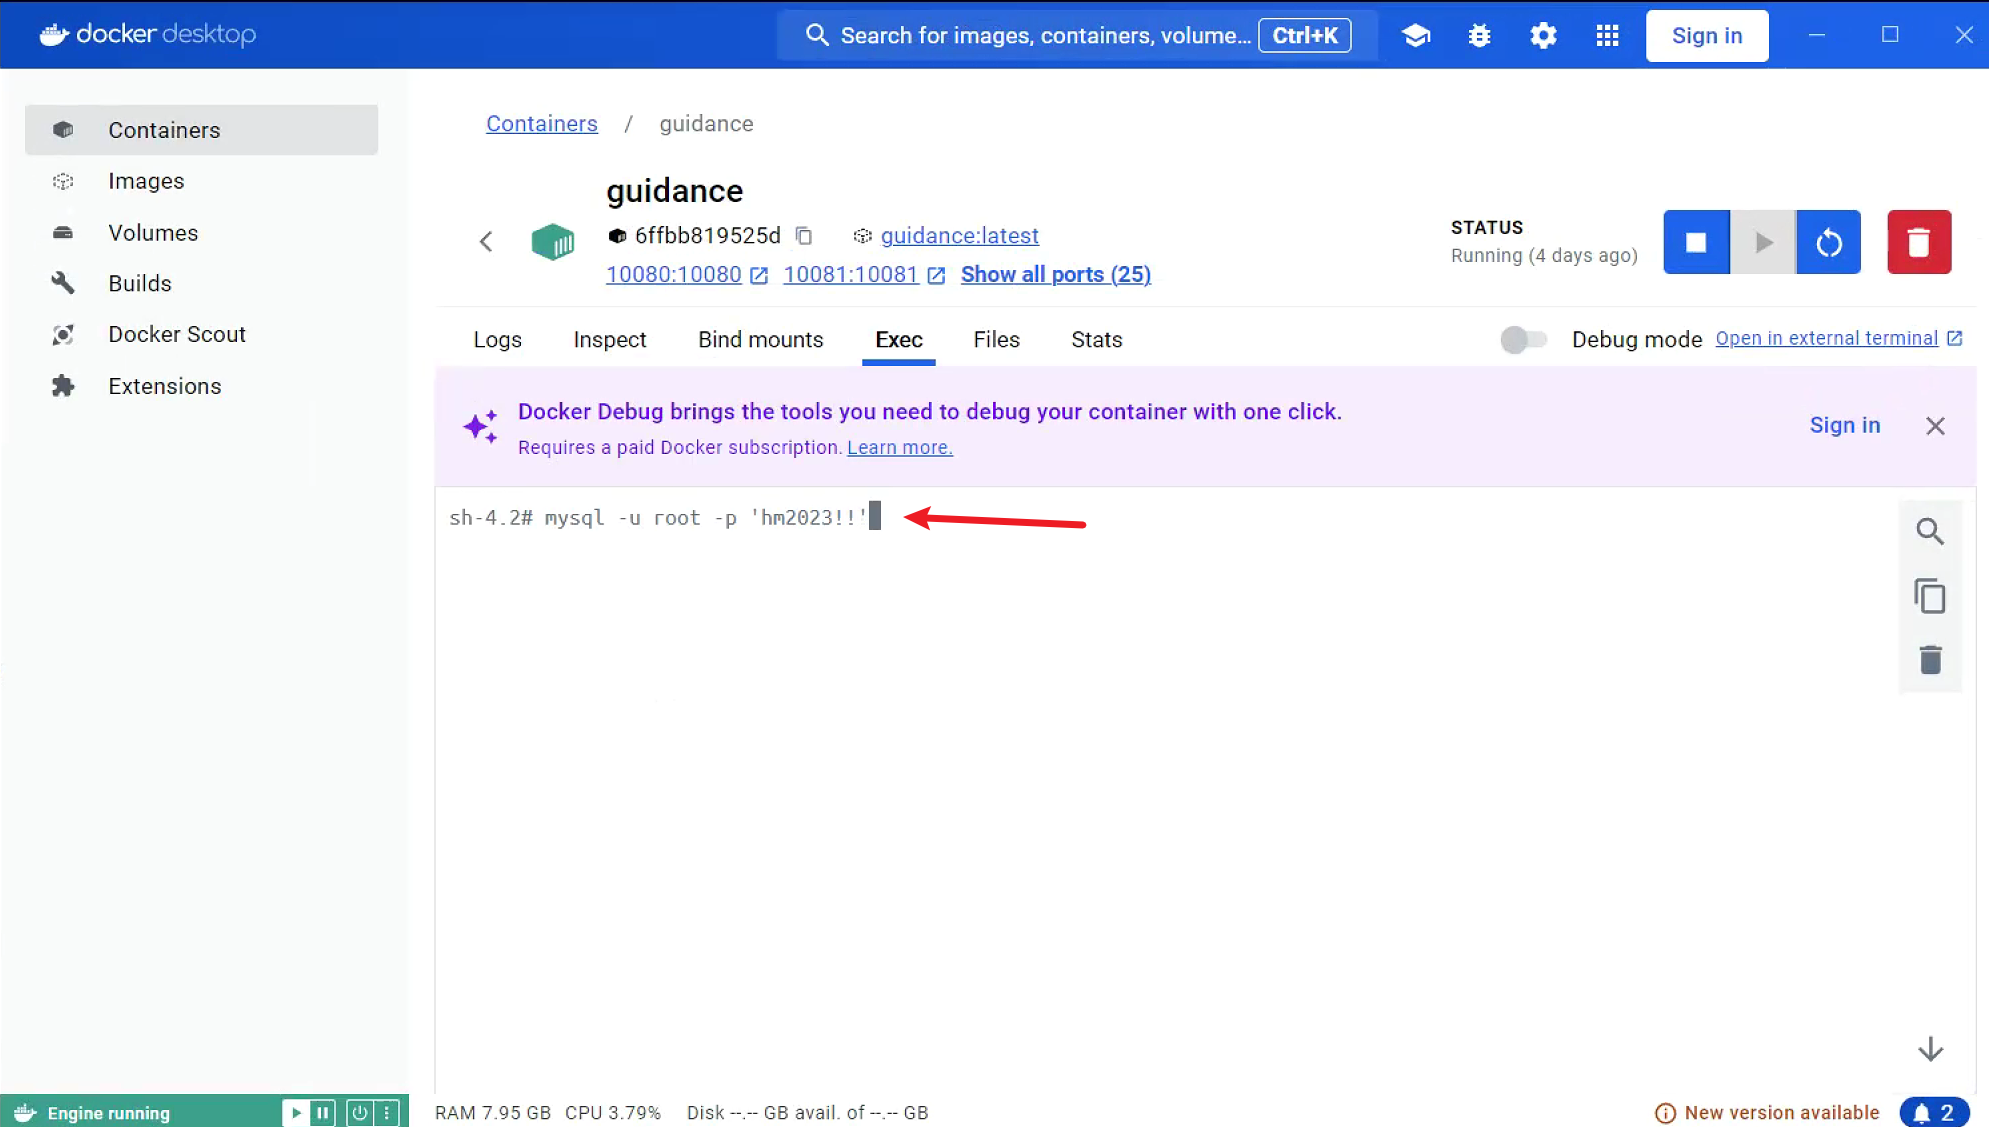 docker desktop
Search for images, containers, volume... Ctrl+K
Sign in
Containers
Images
Volumes
Builds
Docker Scout
Extensions
Containers / guidance
guidance
6ffbb819525d guidance:latest
10080:10080 10081:10081 Show all ports (25)
STATUS
Running (4 days ago)
Logs Inspect Bind mounts Exec Files Stats
Debug mode Open in external terminal
Docker Debug brings the tools you need to debug your container with one click.
Requires a paid Docker subscription. Learn more.
Sign in
sh-4.2# mysql -u root -p 'hm2023!!'
Engine running
RAM 7.95 GB CPU 3.79% Disk --.-- GB avail. of --.-- GB
New version available
2